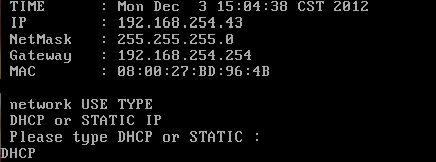 TIME : Mon Dec 3 15:04:38 CST 2012
IP : 192.168.254.43
NetMask : 255.255.255.0
Gateway : 192.168.254.254
MAC : 08:00:27:BD:96:4B
network USE TYPE
DHCP or STATIC IP
Please type DHCP or STATIC :
DHCP